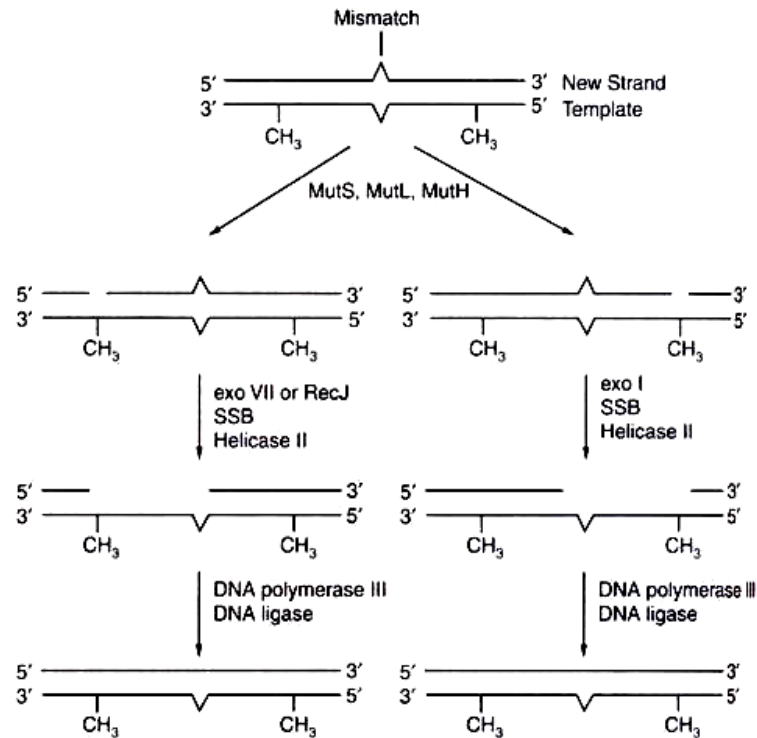 Mismatch
5′ 3′ New Strand
3′ 5′ Template
CH3 CH3
MutS, MutL, MutH
5′ 3′ 5′ 3′
3′ 5′ 3′ 5′
CH3 CH3 CH3 CH3
exo VII or RecJ
SSB
Helicase II
exo I
SSB
Helicase II
5′ 3′ 5′ 3′
3′ 5′ 3′ 5′
CH3 CH3 CH3 CH3
DNA polymerase III
DNA ligase
DNA polymerase III
DNA ligase
5′ 3′ 5′ 3′
3′ 5′ 3′ 5′
CH3 CH3 CH3 CH3